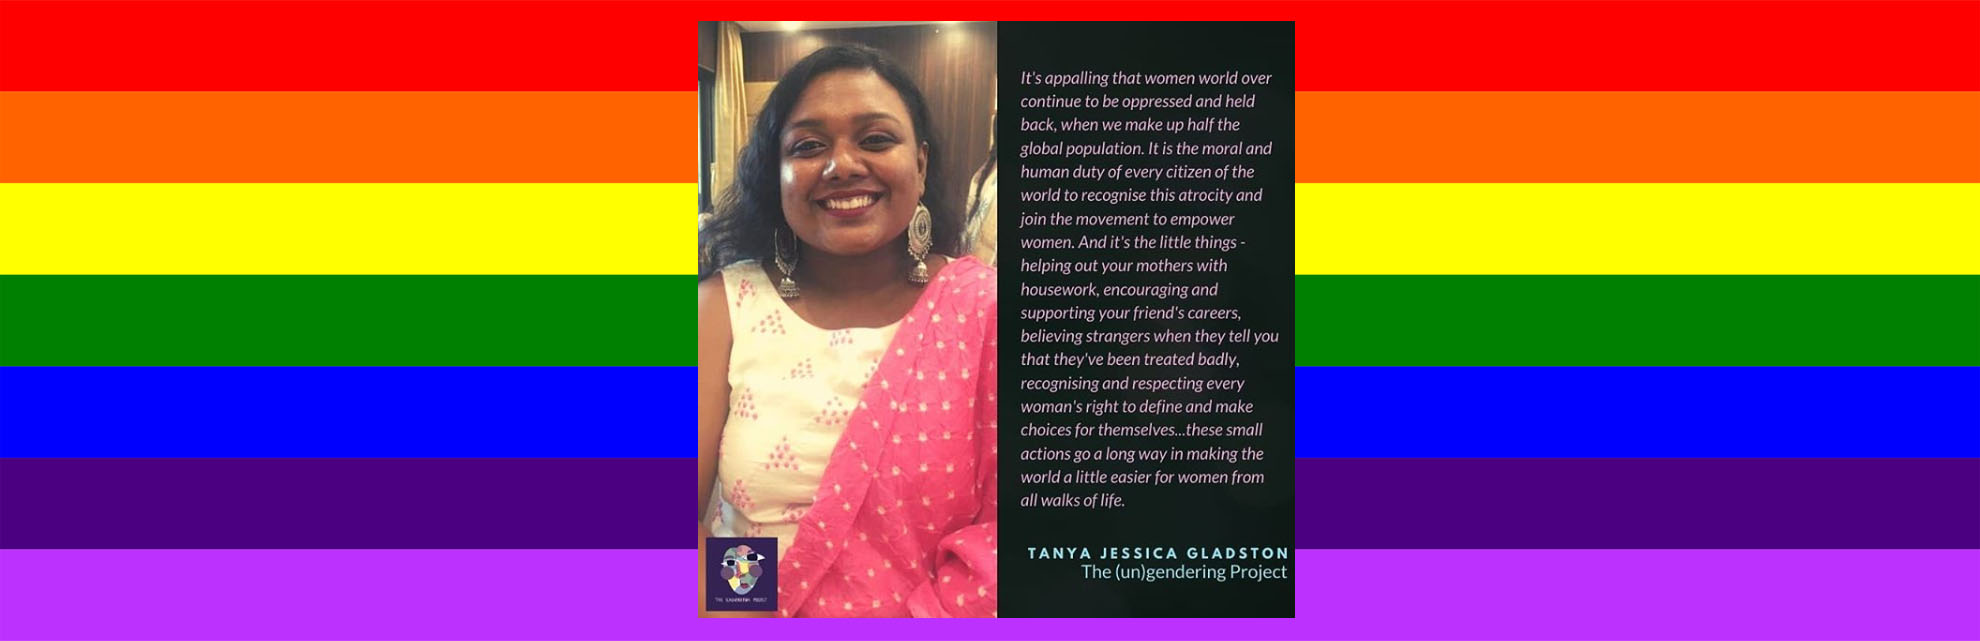 It's appalling that women world over
continue to be oppressed and held
back, when we make up half the
global population. It is the moral and
human duty of every citizen of the
world to recognise this atrocity and
join the movement to empower
women. And it's the little things -
helping out your mothers with
housework, encouraging and
supporting your friend's careers,
believing strangers when they tell you
that they've been treated badly,
recognising and respecting every
woman's right to define and make
choices for themselves...these small
actions go a long way in making the
world a little easier for women from
all walks of life.
TANYA JESSICA GLADSTON
The (un)gendering Project